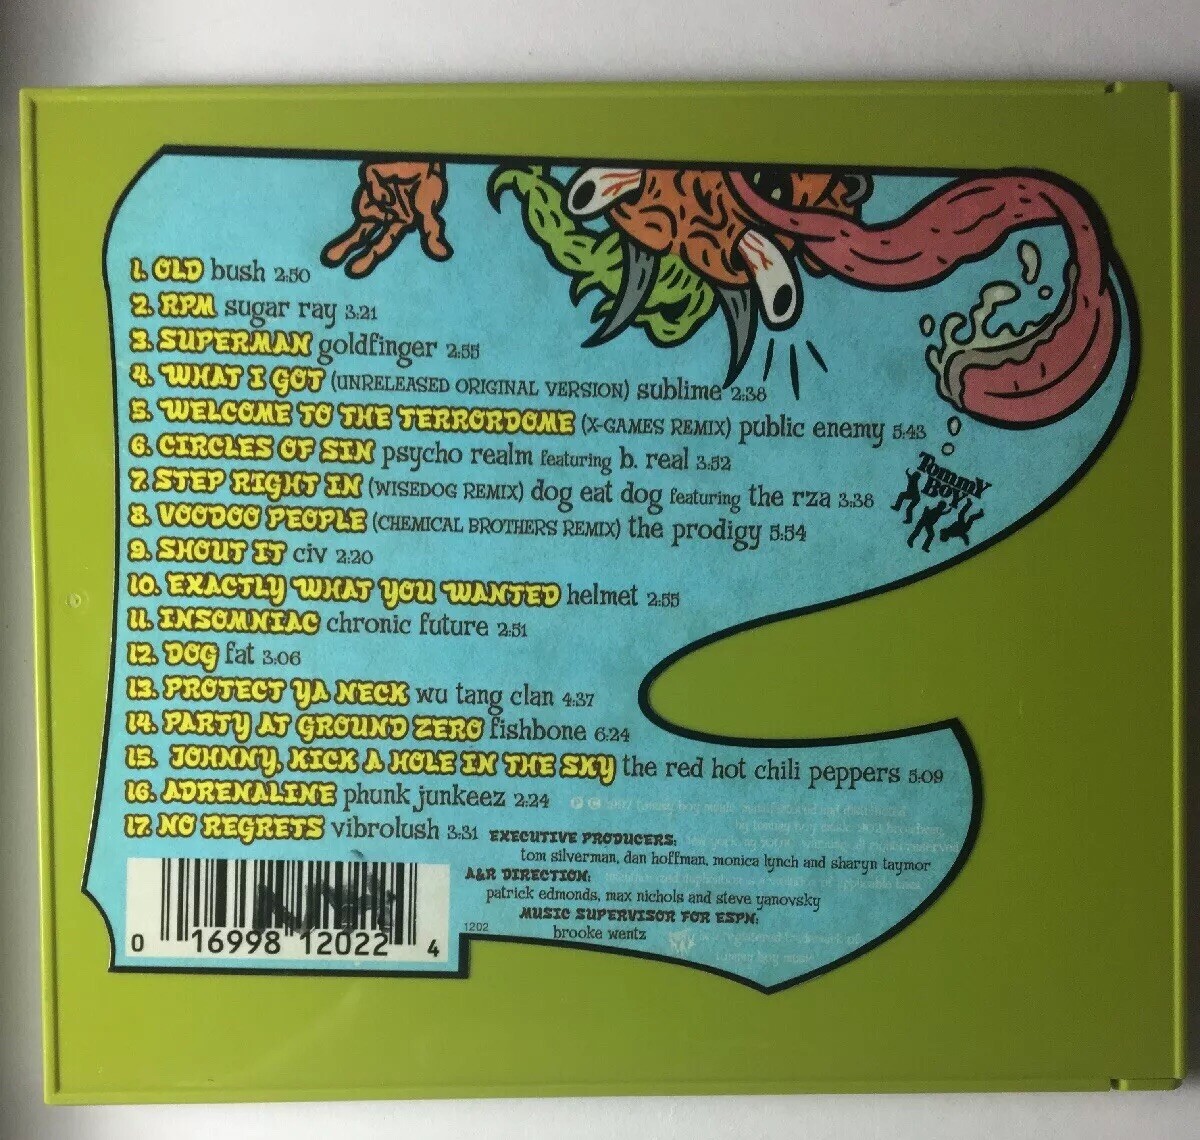 1. OLD bush 2:50
2. RPM sugar ray 3:21
3. SUPERMAN goldfinger 2:55
4. WHAT I GOT (UNRELEASED ORIGINAL VERSION) sublime 2:38
5. WELCOME TO THE TERRORDOME (X-GAMES REMIX) public enemy 5:43
6. CIRCLES OF SIN psycho realm featuring b. real 3:52
7. STEP RIGHT IN (WISEDOG REMIX) dog eat dog featuring the rza 3:38
Tommy
Boy!
8. VOODOO PEOPLE (CHEMICAL BROTHERS REMIX) the prodigy 5:54
9. SHOUT IT civ 2:20
10. EXACTLY WHAT YOU WANTED helmet 2:55
11. INSOMNIAC chronic future 2:51
12. DOG fat 3:06
13. PROTECT YA NECK wu tang clan 4:37
14. PARTY AT GROUND ZERO fishbone 6:24
15. JOHNNY, KICK A HOLE IN THE SKY the red hot chili peppers 5:09
16. ADRENALINE phunk junkeez 2:24
17. NO REGRETS vibrolush 3:31
EXECUTIVE PRODUCERS:
tom silverman, dan hoffman, monica lynch and sharyn taymor
A&R DIRECTION:
patrick edmonds, max nichols and steve yanovsky
MUSIC SUPERVISOR FOR ESPN:
brooke wentz
1202
0 16998 12022 4